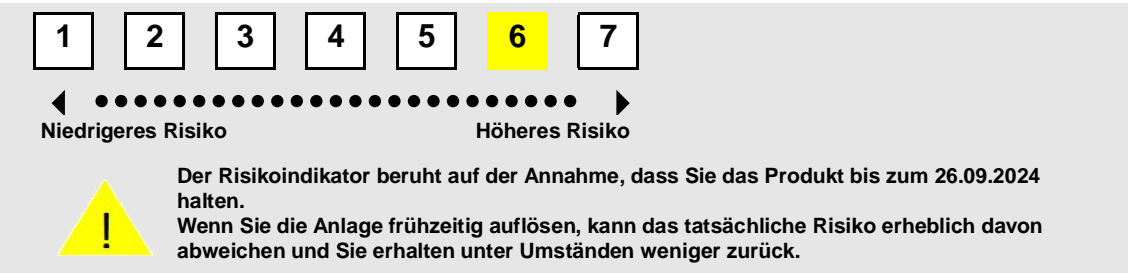 1 2 3 4 5 6 7
Niedrigeres Risiko Höheres Risiko
Der Risikoindikator beruht auf der Annahme, dass Sie das Produkt bis zum 26.09.2024
halten.
Wenn Sie die Anlage frühzeitig auflösen, kann das tatsächliche Risiko erheblich davon
abweichen und Sie erhalten unter Umständen weniger zurück.
!